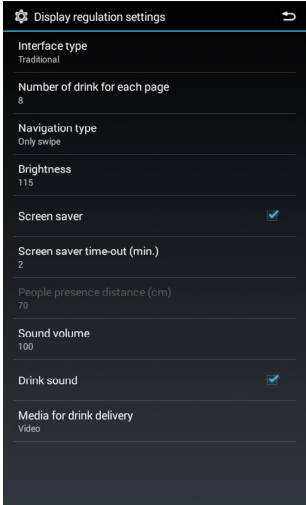 Display regulation settings
Interface type
Traditional
Number of drink for each page
8
Navigation type
Only swipe
Brightness
115
Screen saver
Screen saver time-out (min.)
2
People presence distance (cm)
70
Sound volume
100
Drink sound
Media for drink delivery
Video